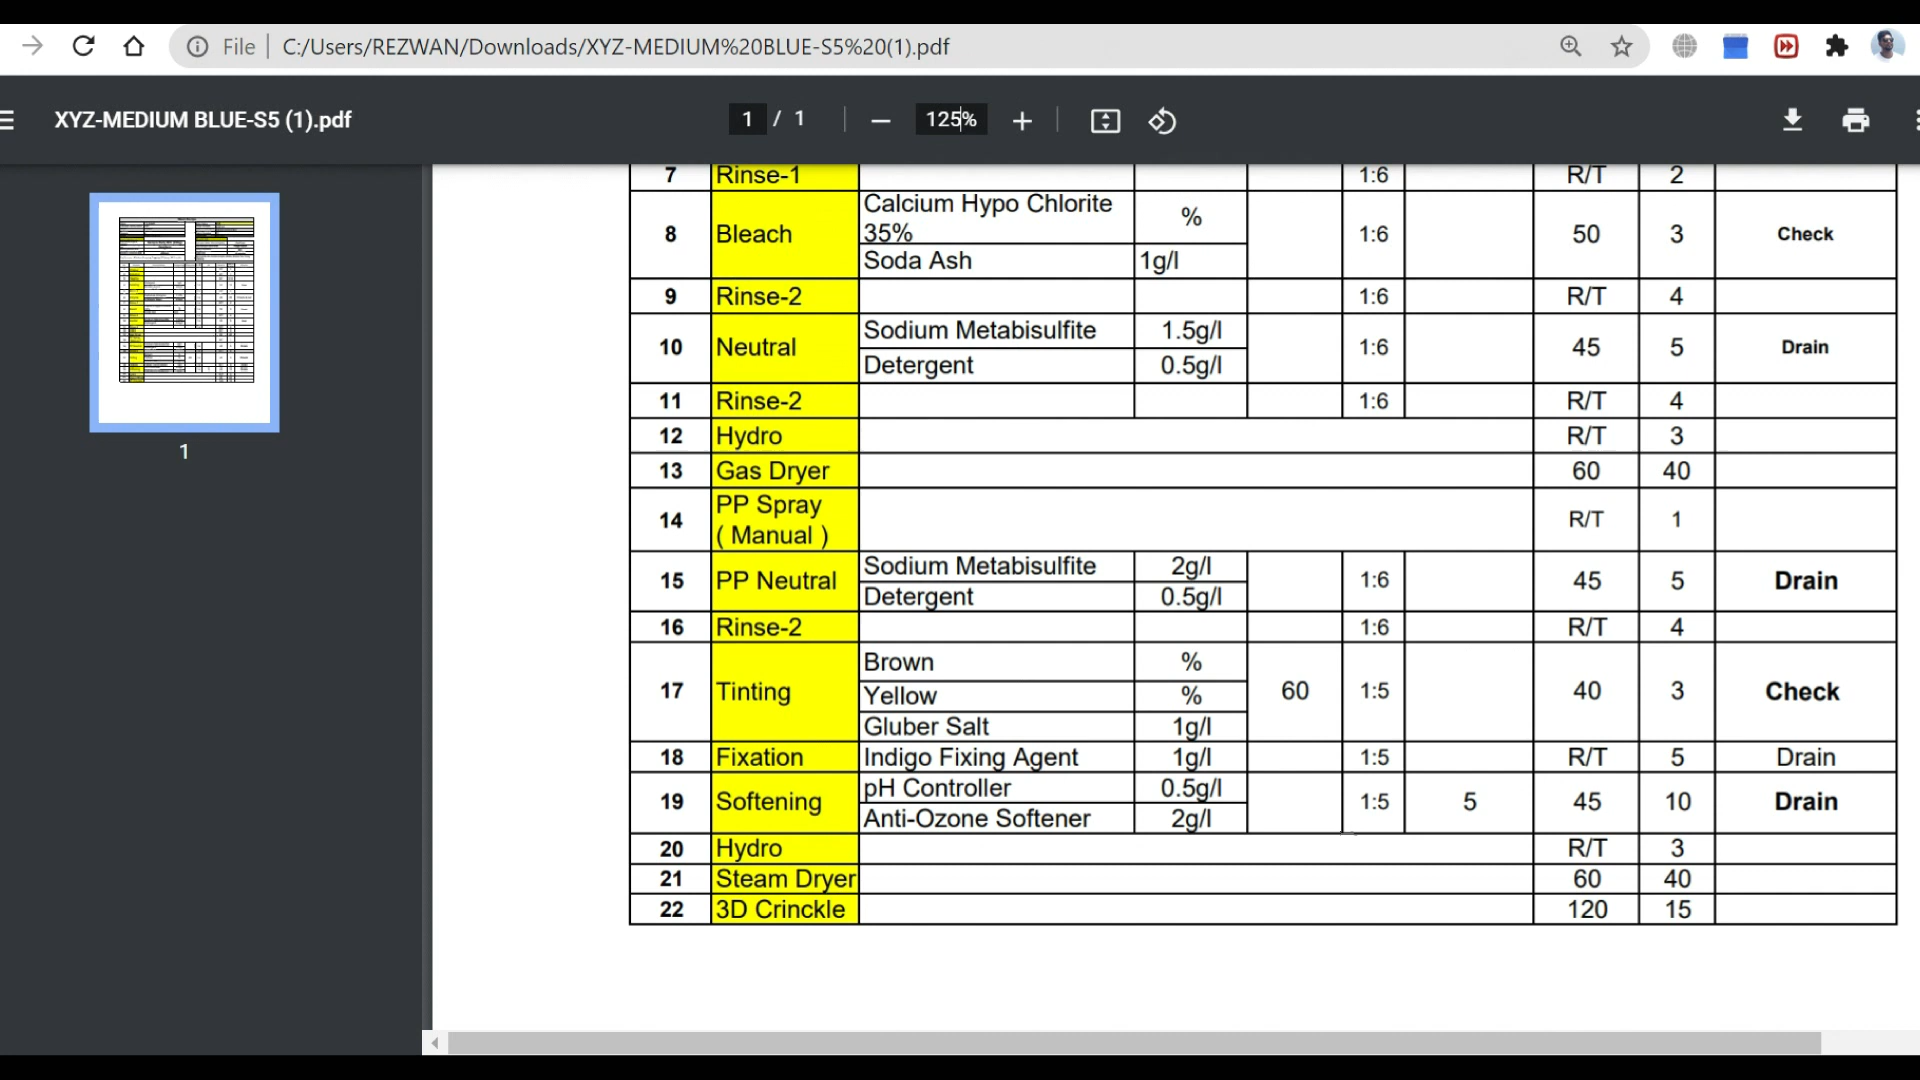 File C:/Users/REZWAN/Downloads/XYZ-MEDIUM%20BLUE-S5%20(1).pdf
XYZ-MEDIUM BLUE-S5 (1).pdf 1 / 1 125%
7 Rinse-1 1:6 R/T 2
8 Bleach Calcium Hypo Chlorite 35% % 1:6 50 3 Check
Soda Ash 1g/l
9 Rinse-2 1:6 R/T 4
10 Neutral Sodium Metabisulfite 1.5g/l 1:6 45 5 Drain
Detergent 0.5g/l
11 Rinse-2 1:6 R/T 4
12 Hydro R/T 3
13 Gas Dryer 60 40
14 PP Spray ( Manual ) R/T 1
15 PP Neutral Sodium Metabisulfite 2g/l 1:6 45 5 Drain
Detergent 0.5g/l
16 Rinse-2 1:6 R/T 4
17 Tinting Brown % 60 1:5 40 3 Check
Yellow %
Gluber Salt 1g/l
18 Fixation Indigo Fixing Agent 1g/l 1:5 R/T 5 Drain
19 Softening pH Controller 0.5g/l 1:5 5 45 10 Drain
Anti-Ozone Softener 2g/l
20 Hydro R/T 3
21 Steam Dryer 60 40
22 3D Crinckle 120 15
1